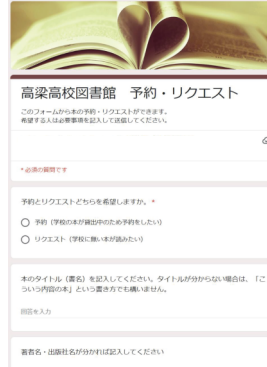 高梁高校図書館　予約・リクエスト
このフォームから本の予約・リクエストができます。
希望する人は必要事項を記入して送信してください。
*必須の質問です
予約とリクエストどちらを希望しますか。*
予約（学校の本が貸出中のため予約をしたい）
リクエスト（学校に無い本が読みたい）
本のタイトル（書名）を記入してください。タイトルが分からない場合は、「こ
ういう内容の本」という書き方でも構いません。
回答を入力
著者名・出版社名が分かれば記入してください